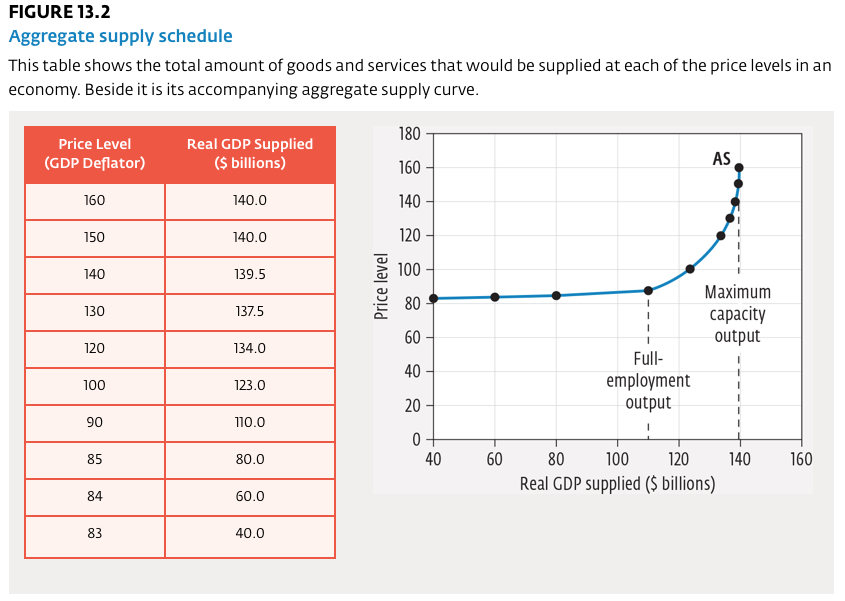 FIGURE 13.2
Aggregate supply schedule
This table shows the total amount of goods and services that would be supplied at each of the price levels in an
economy. Beside it is its accompanying aggregate supply curve.
Price Level Real GDP Supplied
(GDP Deflator) ($ billions)
160 140.0
150 140.0
140 139.5
130 137.5
120 134.0
100 123.0
90 110.0
85 80.0
84 60.0
83 40.0
Price level
180
160
140
120
100
80
60
40
20
0
AS
Maximum
capacity
output
Full-
employment
output
40 60 80 100 120 140 160
Real GDP supplied ($ billions)